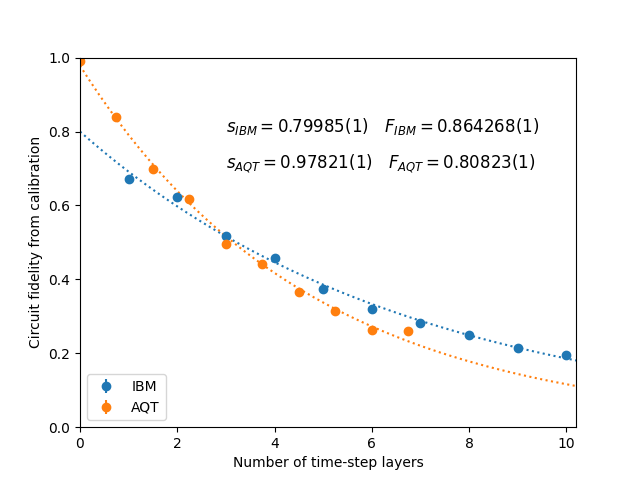 1.0
0.8
0.6
0.4
0.2
0.0
Circuit fidelity from calibration
s_IBM = 0.79985(1) F_IBM = 0.864268(1)
s_AQT = 0.97821(1) F_AQT = 0.80823(1)
IBM
AQT
0 2 4 6 8 10
Number of time-step layers